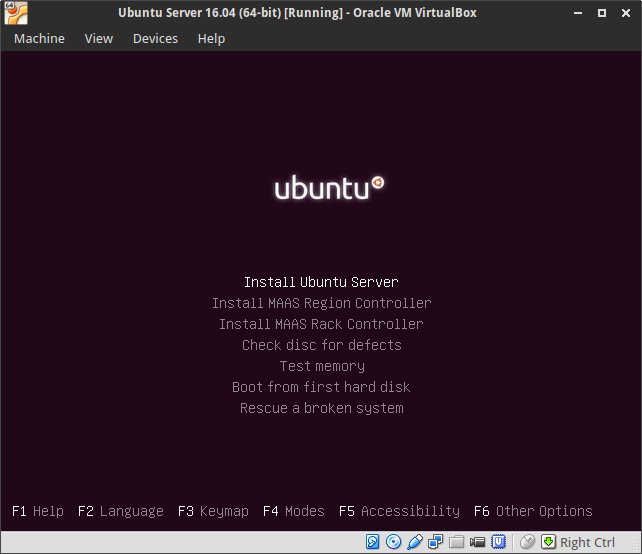 64
Ubuntu Server 16.04 (64-bit) [Running] - Oracle VM VirtualBox
Machine View Devices Help
ubuntu
Install Ubuntu Server
Install MAAS Region Controller
Install MAAS Rack Controller
Check disc for defects
Test memory
Boot from first hard disk
Rescue a broken system
F1 Help F2 Language F3 Keymap F4 Modes F5 Accessibility F6 Other Options
Right Ctrl